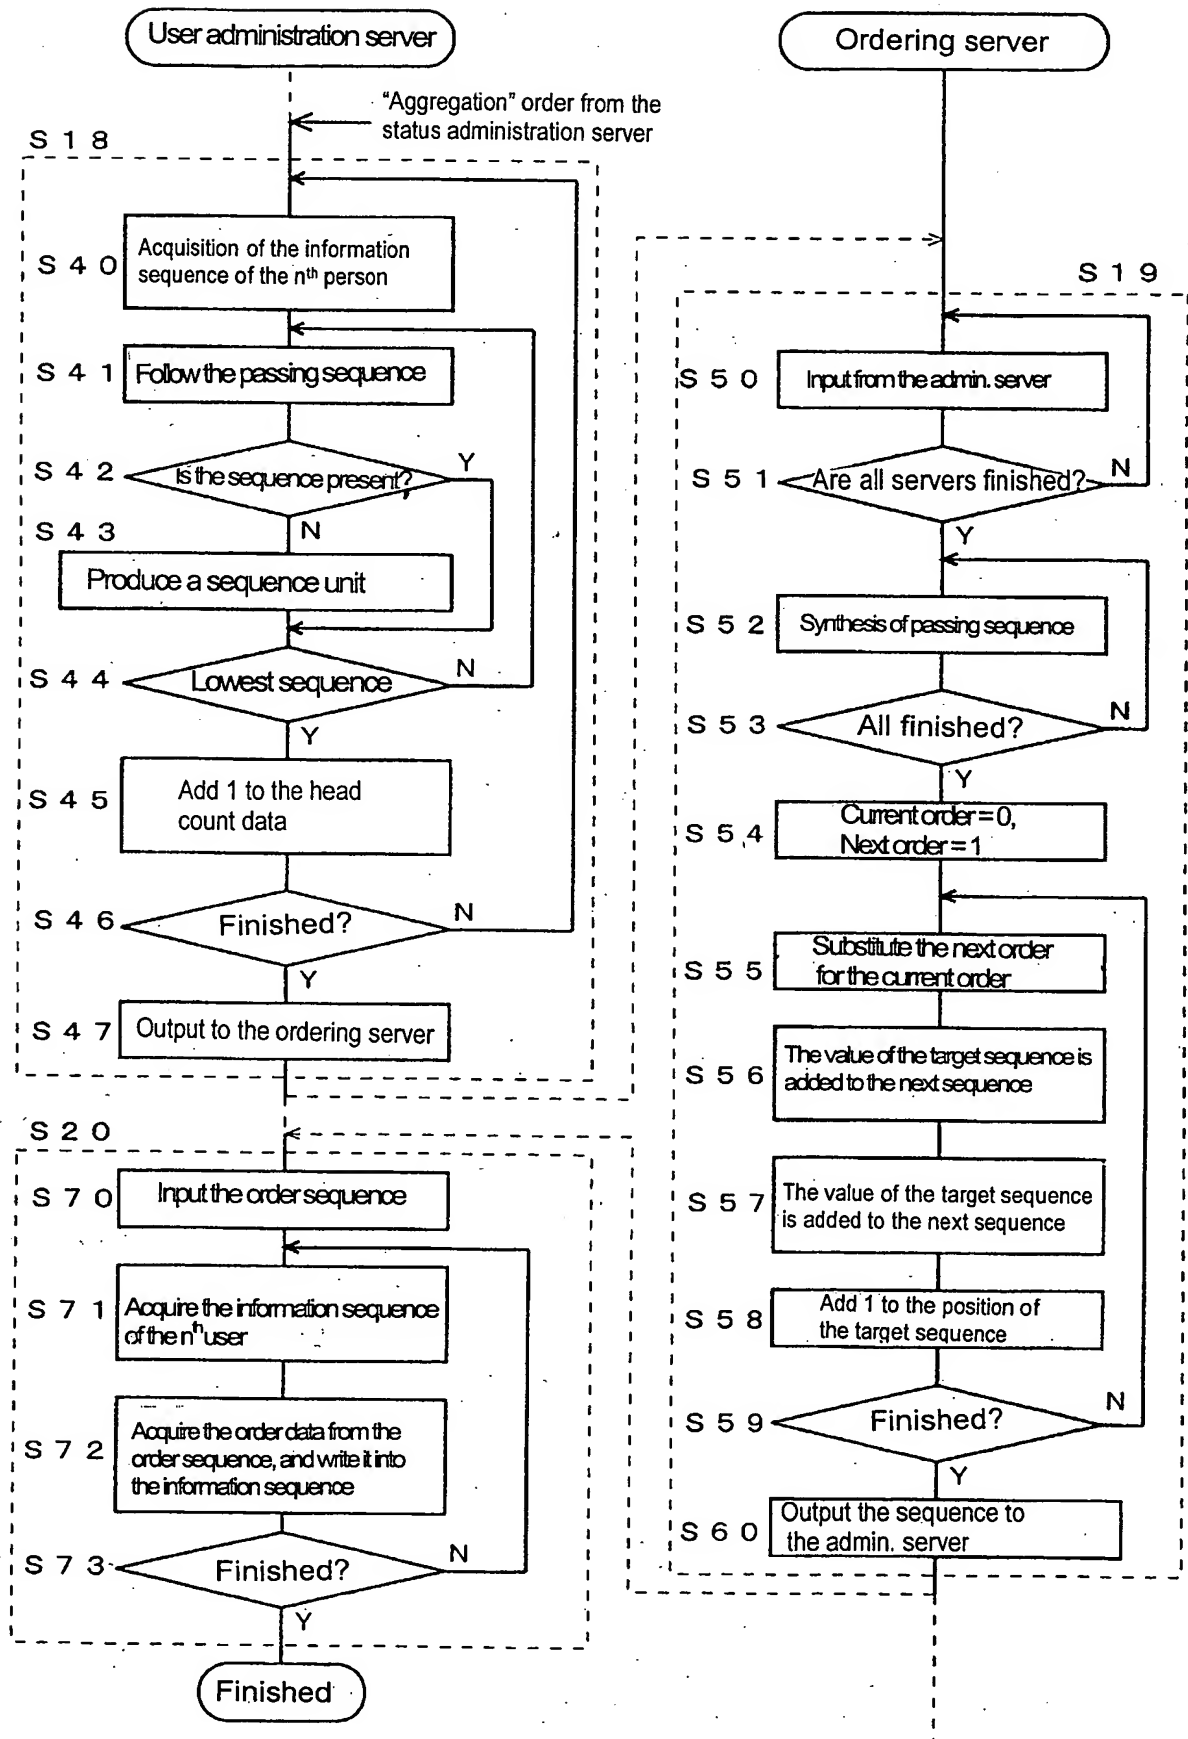 User administration server
"Aggregation" order from the
status administration server
S 1 8
S 4 0
Acquisition of the information
sequence of the nth person
S 4 1
Follow the passing sequence
S 4 2
Is the sequence present?
Y
N
S 4 3
Produce a sequence unit
S 4 4
Lowest sequence
N
Y
S 4 5
Add 1 to the head
count data
S 4 6
Finished?
N
Y
S 4 7
Output to the ordering server
S 2 0
S 7 0
Input the order sequence
S 7 1
Acquire the information sequence
of the nth user
S 7 2
Acquire the order data from the
order sequence, and write it into
the information sequence
S 7 3
Finished?
N
Y
Finished
Ordering server
S 1 9
S 5 0
Input from the admin. server
S 5 1
Are all servers finished?
N
Y
S 5 2
Synthesis of passing sequence
S 5 3
All finished?
N
Y
S 5 4
Current order = 0,
Next order = 1
S 5 5
Substitute the next order
for the current order
S 5 6
The value of the target sequence is
added to the next sequence
S 5 7
The value of the target sequence
is added to the next sequence
S 5 8
Add 1 to the position of
the target sequence
S 5 9
Finished?
N
Y
S 6 0
Output the sequence to
the admin. server